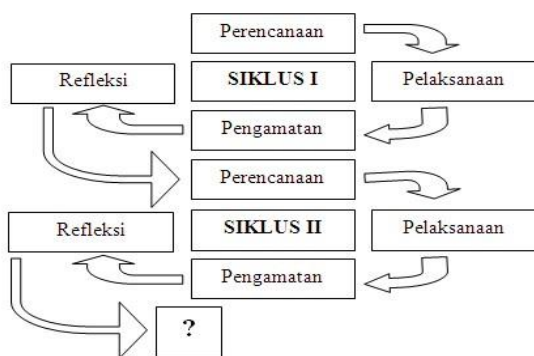 Perencanaan
Refleksi
SIKLUS I
Pelaksanaan
Pengamatan
Perencanaan
Refleksi
SIKLUS II
Pelaksanaan
Pengamatan
?